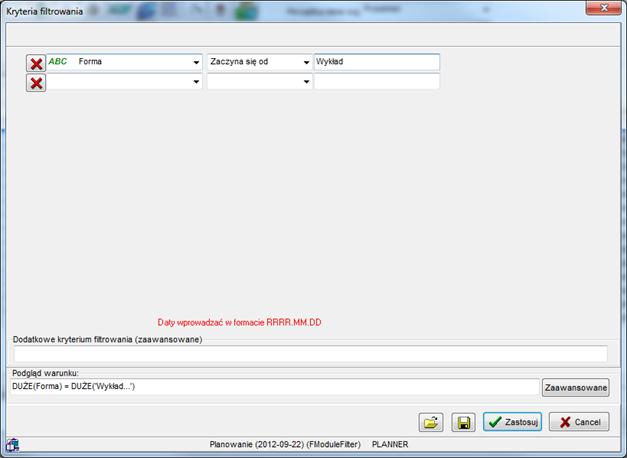 Kryteria filtrowania
ABC Forma Zaczyna się od Wykład
Daty wprowadzać w formacie RRRR.MM.DD
Dodatkowe kryterium filtrowania (zaawansowane)
Podgląd warunku:
DUŻE(Forma) = DUŻE('Wykład...') Zaawansowane
Zastosuj Cancel
Planowanie (2012-09-22) (FModuleFilter) PLANNER